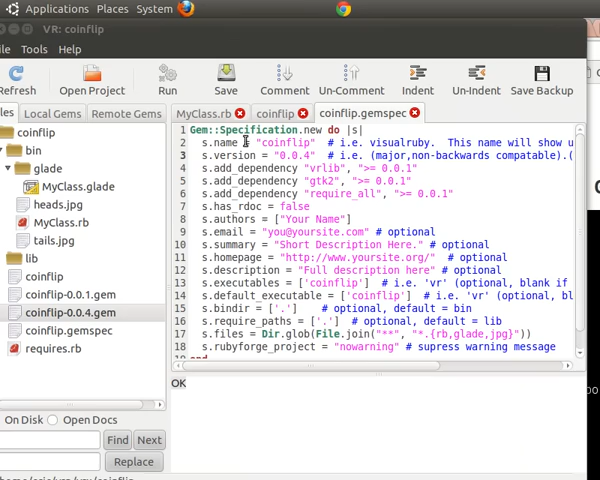 Applications Places System
VR: coinflip
ile Tools Help
Refresh Open Project Run Save Comment Un-Comment Indent Un-Indent Save Backup
les Local Gems Remote Gems MyClass.rb coinflip coinflip.gemspec
coinflip
bin
glade
MyClass.glade
heads.jpg
MyClass.rb
tails.jpg
lib
coinflip
coinflip-0.0.1.gem
coinflip-0.0.4.gem
coinflip.gemspec
requires.rb
1 Gem::Specification.new do |s|
2 s.name = "coinflip" # i.e. visualruby. This name will show u
3 s.version = "0.0.4" # i.e. (major,non-backwards compatable).(
4 s.add_dependency "vrlib", ">= 0.0.1"
5 s.add_dependency "gtk2", ">= 0.0.1"
6 s.add_dependency "require_all", ">= 0.0.1"
7 s.has_rdoc = false
8 s.authors = ["Your Name"]
9 s.email = "you@yoursite.com" # optional
10 s.summary = "Short Description Here." # optional
11 s.homepage = "http://www.yoursite.org/" # optional
12 s.description = "Full description here" # optional
13 s.executables = ['coinflip'] # i.e. 'vr' (optional, blank if
14 s.default_executable = ['coinflip'] # i.e. 'vr' (optional, bl
15 s.bindir = ['.'] # optional, default = bin
16 s.require_paths = ['.'] # optional, default = lib
17 s.files = Dir.glob(File.join("**", "*.{rb,glade,jpg}"))
18 s.rubyforge_project = "nowarning" # supress warning message
19 end
OK
On Disk Open Docs
Find Next
Replace